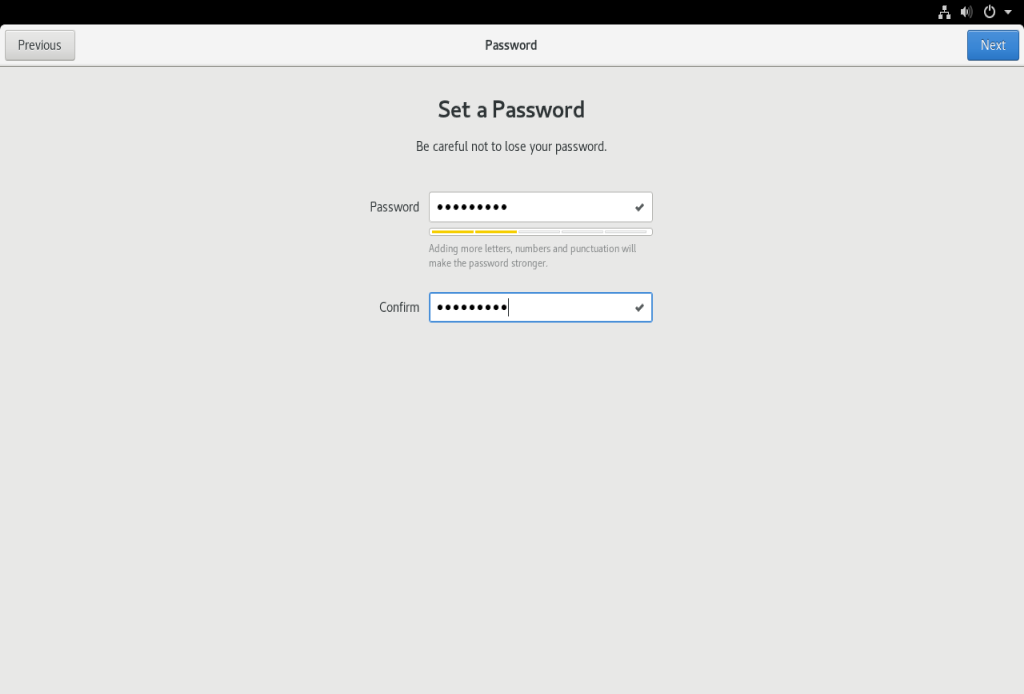 Previous
Password
Next
Set a Password
Be careful not to lose your password.
Password
●●●●●●●●●
Adding more letters, numbers and punctuation will
make the password stronger.
Confirm
●●●●●●●●●